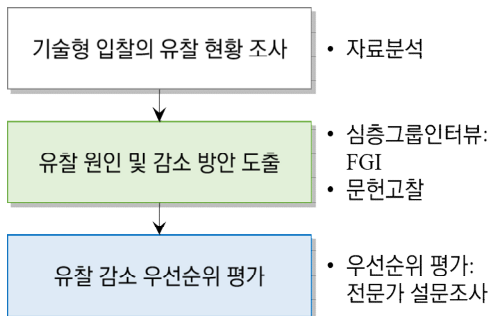 기술형 입찰의 유찰 현황 조사
• 자료분석
유찰 원인 및 감소 방안 도출
• 심층그룹인터뷰:
FGI
• 문헌고찰
유찰 감소 우선순위 평가
• 우선순위 평가:
전문가 설문조사